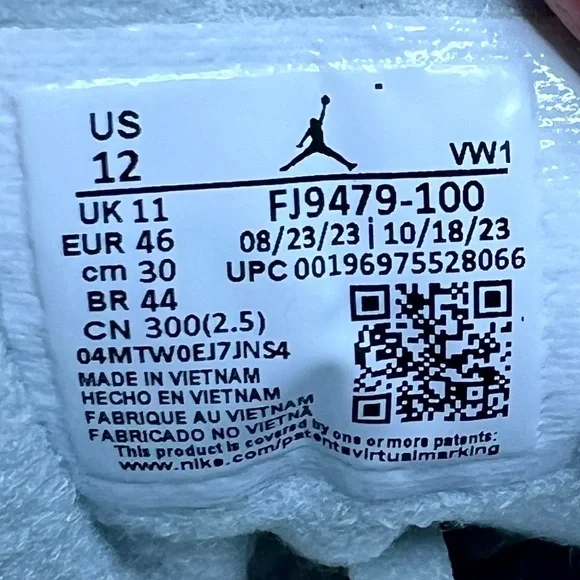 US
12
VW1
UK 11
FJ9479-100
EUR 46
08/23/23 | 10/18/23
cm 30
UPC 00196975528066
BR 44
CN 300(2.5)
04MTW0EJ7JNS4
MADE IN VIETNAM
HECHO EN VIETNAM
FABRIQUE AU VIETNAM
FABRICADO NO VIETNÃ
This product is covered by one or more patents:
www.nike.com/patentsvirtualmarking